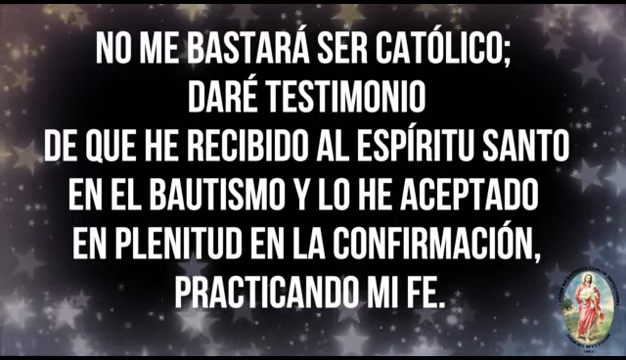 NO ME BASTARÁ SER CATÓLICO;
DARÉ TESTIMONIO
DE QUE HE RECIBIDO AL ESPÍRITU SANTO
EN EL BAUTISMO Y LO HE ACEPTADO
EN PLENITUD EN LA CONFIRMACIÓN,
PRACTICANDO MI FE.